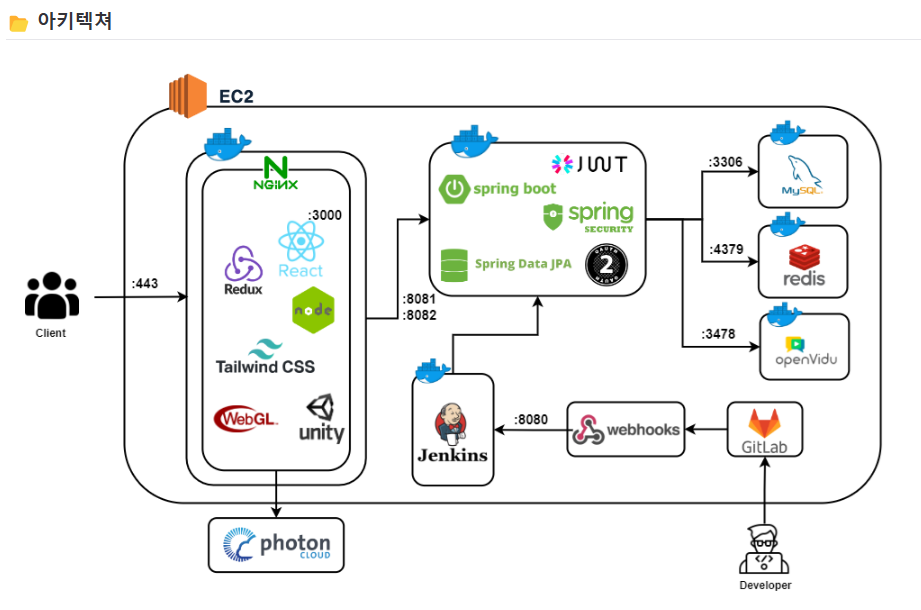 아키텍쳐
EC2
NGINX
:3000
React
Redux
node
Tailwind CSS
WebGL
unity
:443
Client
photon
CLOUD
JWT
spring boot
spring
SECURITY
Spring Data JPA
2
:8081
:8082
:3306
MySQL
:4379
redis
:3478
openVidu
Jenkins
:8080
webhooks
GitLab
Developer